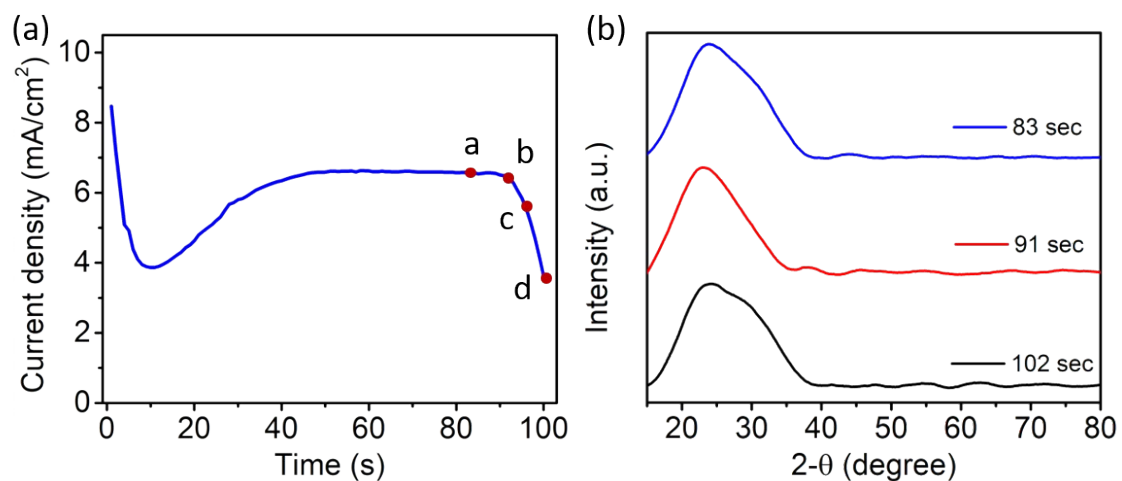 (a)
Current density (mA/cm²)
10
8
6
4
2
0
a
b
c
d
0 20 40 60 80 100
Time (s)
(b)
Intensity (a.u.)
83 sec
91 sec
102 sec
20 30 40 50 60 70 80
2-θ (degree)